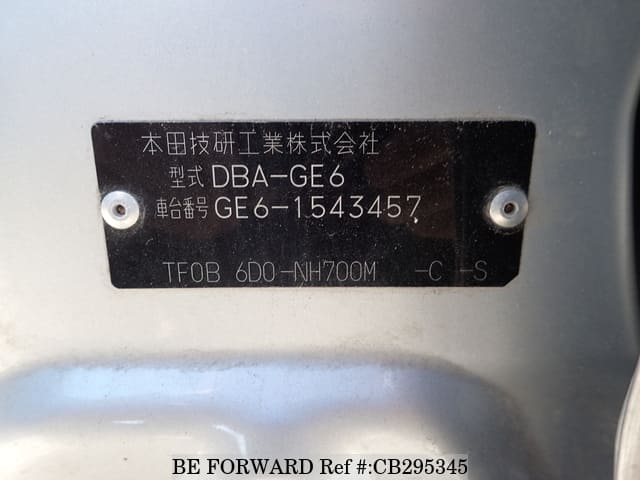 本田技研工業株式会社
型式 DBA-GE6
車台番号 GE6-1543457
TF0B 6D0-NH700M -C -S
BE FORWARD Ref #:CB295345